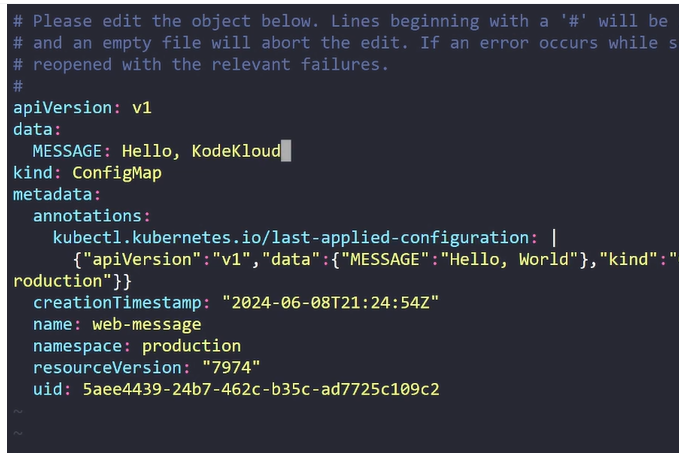 # Please edit the object below. Lines beginning with a '#' will be
# and an empty file will abort the edit. If an error occurs while s
# reopened with the relevant failures.
#
apiVersion: v1
data:
  MESSAGE: Hello, KodeKloud
kind: ConfigMap
metadata:
  annotations:
    kubectl.kubernetes.io/last-applied-configuration: |
      {"apiVersion":"v1","data":{"MESSAGE":"Hello, World"},"kind":"
roduction"}}
  creationTimestamp: "2024-06-08T21:24:54Z"
  name: web-message
  namespace: production
  resourceVersion: "7974"
  uid: 5aee4439-24b7-462c-b35c-ad7725c109c2
~
~